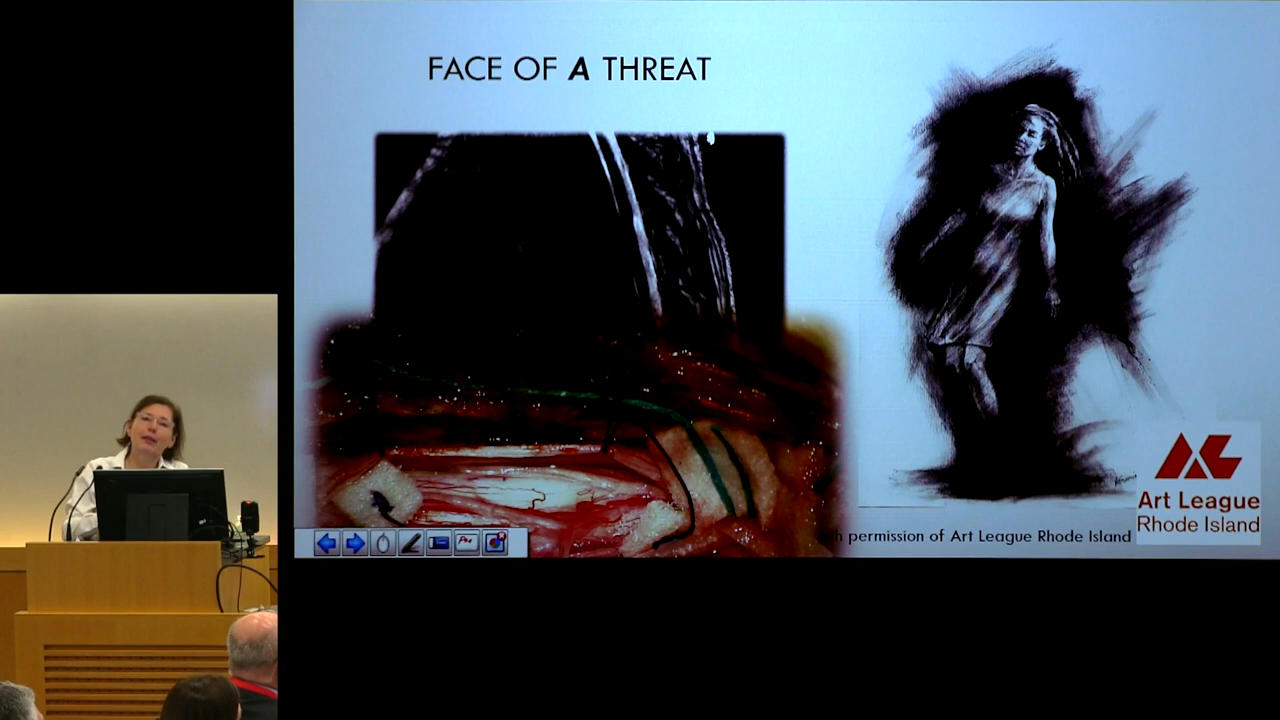 FACE OF A THREAT
Art League
Rhode Island
h permission of Art League Rhode Island